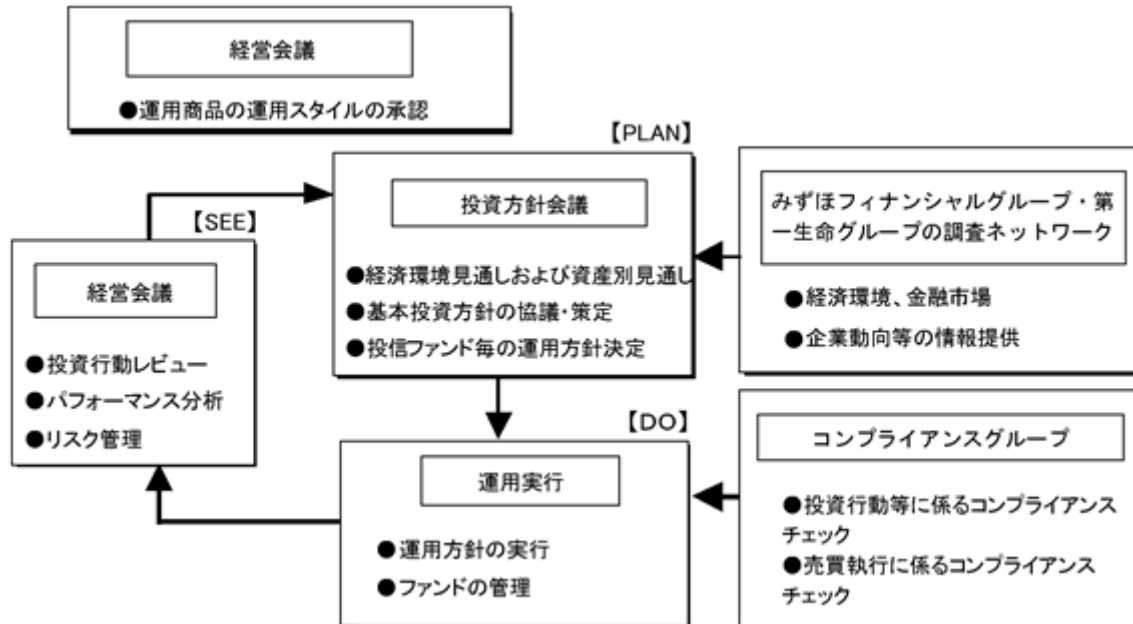 経営会議
●運用商品の運用スタイルの承認
【PLAN】
投資方針会議
●経済環境見通しおよび資産別見通し
●基本投資方針の協議・策定
●投信ファンド毎の運用方針決定
みずほフィナンシャルグループ・第
一生命グループの調査ネットワーク
●経済環境、金融市場
●企業動向等の情報提供
【SEE】
経営会議
●投資行動レビュー
●パフォーマンス分析
●リスク管理
【DO】
運用実行
●運用方針の実行
●ファンドの管理
コンプライアンスグループ
●投資行動等に係るコンプライアンス
チェック
●売買執行に係るコンプライアンス
チェック